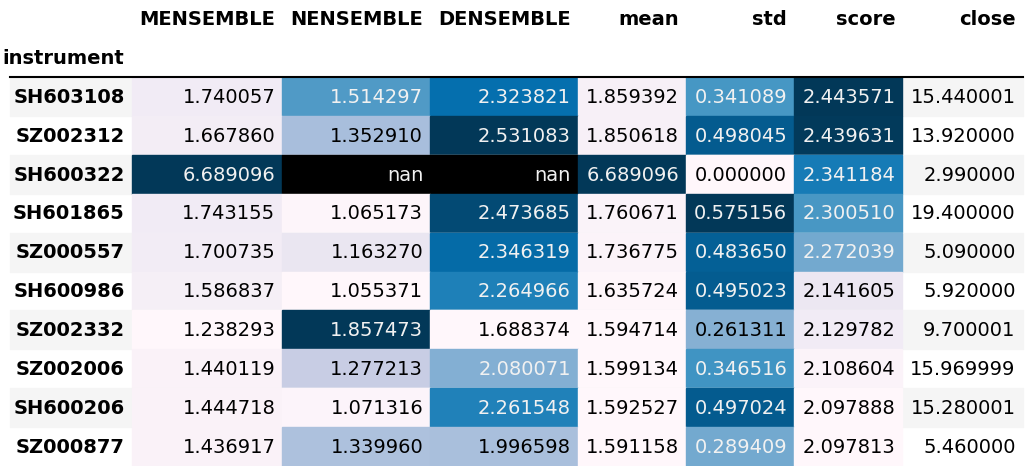 MENSEMBLE NENSEMBLE DENSEMBLE mean std score close
instrument
SH603108 1.740057 1.514297 2.323821 1.859392 0.341089 2.443571 15.440001
SZ002312 1.667860 1.352910 2.531083 1.850618 0.498045 2.439631 13.920000
SH600322 6.689096 nan nan 6.689096 0.000000 2.341184 2.990000
SH601865 1.743155 1.065173 2.473685 1.760671 0.575156 2.300510 19.400000
SZ000557 1.700735 1.163270 2.346319 1.736775 0.483650 2.272039 5.090000
SH600986 1.586837 1.055371 2.264966 1.635724 0.495023 2.141605 5.920000
SZ002332 1.238293 1.857473 1.688374 1.594714 0.261311 2.129782 9.700001
SZ002006 1.440119 1.277213 2.080071 1.599134 0.346516 2.108604 15.969999
SH600206 1.444718 1.071316 2.261548 1.592527 0.497024 2.097888 15.280001
SZ000877 1.436917 1.339960 1.996598 1.591158 0.289409 2.097813 5.460000